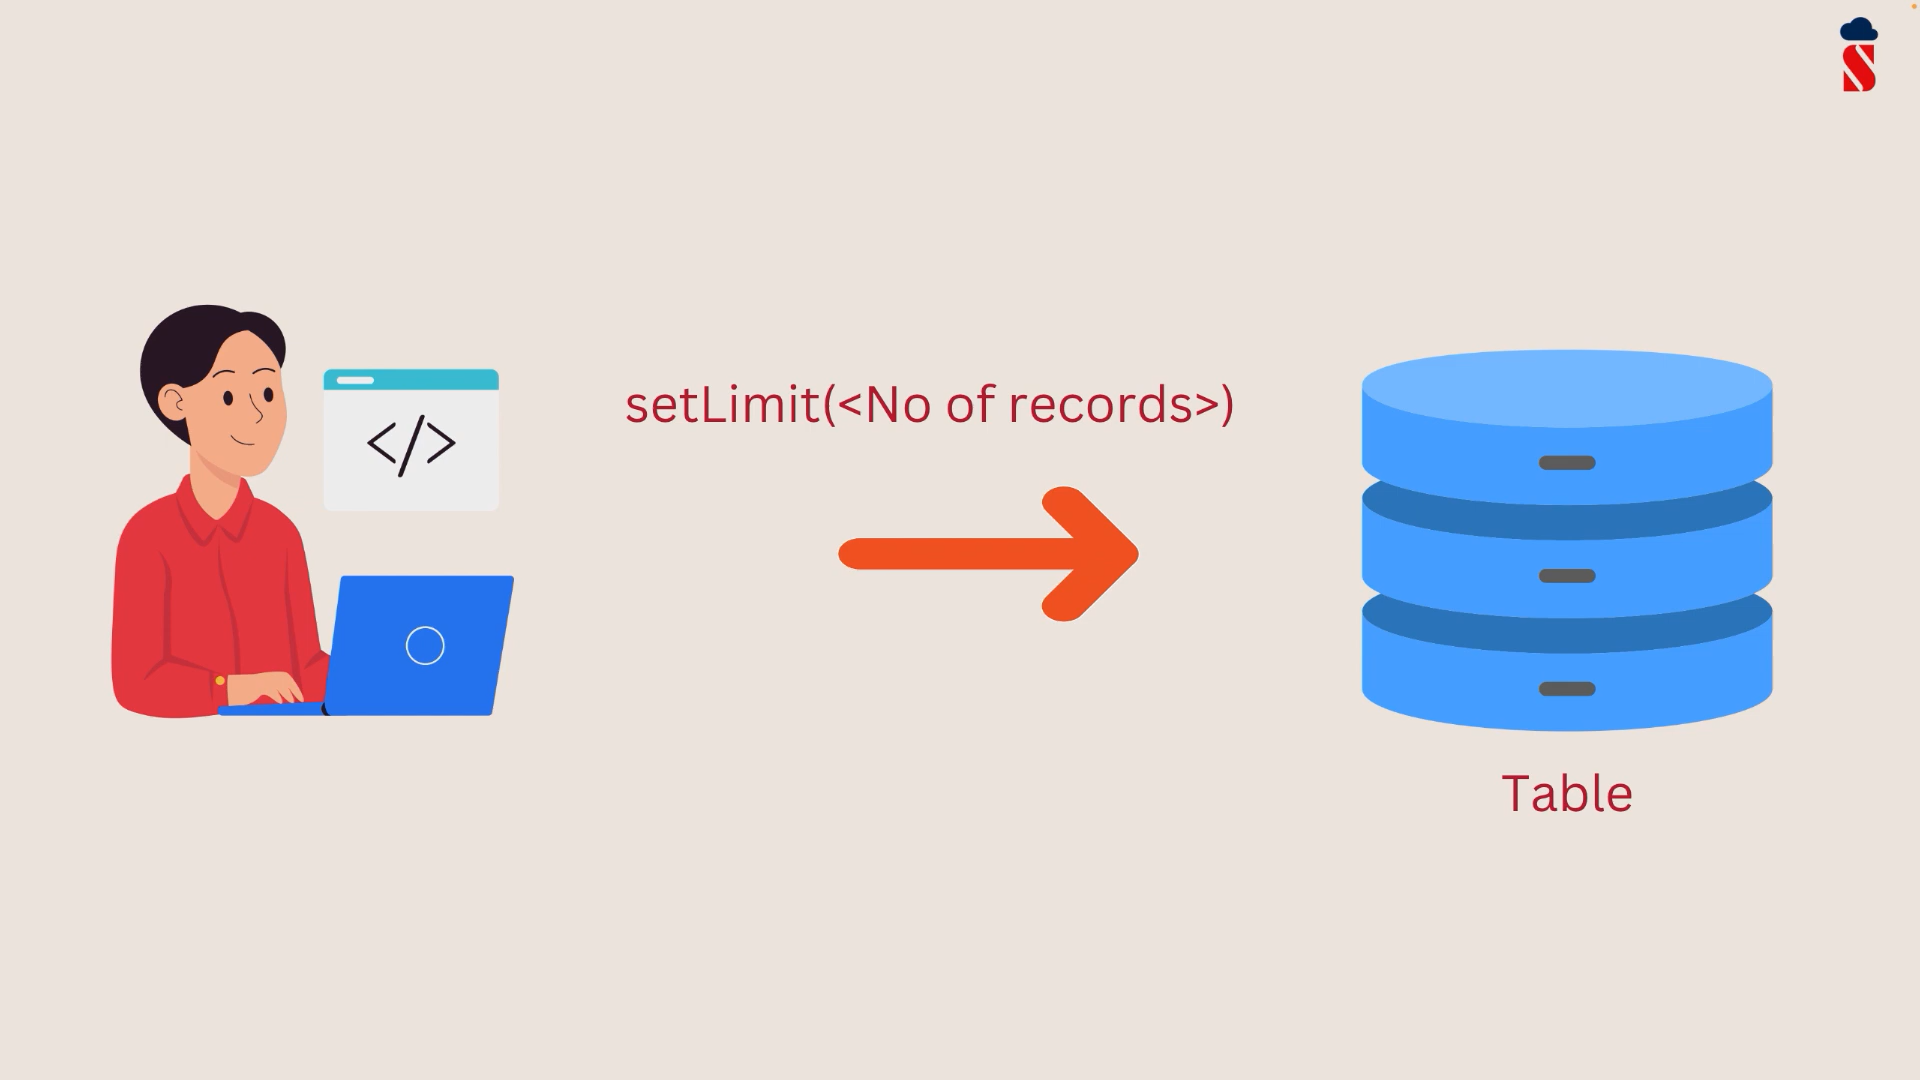 setLimit(<No of records>)
</>
Table